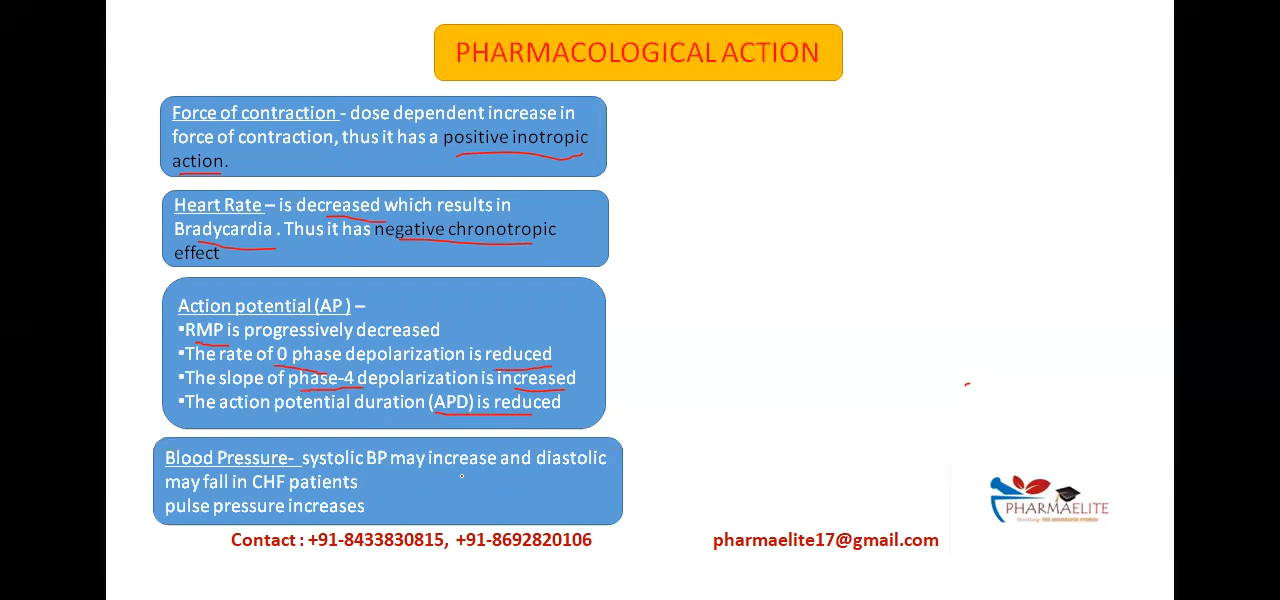 PHARMACOLOGICAL ACTION
Force of contraction - dose dependent increase in
force of contraction, thus it has a positive inotropic
action.
Heart Rate – is decreased which results in
Bradycardia . Thus it has negative chronotropic
effect
Action potential (AP ) –
•RMP is progressively decreased
•The rate of 0 phase depolarization is reduced
•The slope of phase-4 depolarization is increased
•The action potential duration (APD) is reduced
Blood Pressure- systolic BP may increase and diastolic
may fall in CHF patients
pulse pressure increases
PHARMAELITE
Contact : +91-8433830815, +91-8692820106
pharmaelite17@gmail.com